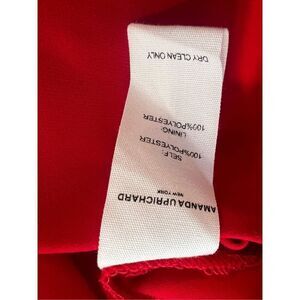 AMANDA UPRICHARD
NEW YORK
SELF:
100%POLYESTER
LINING:
100%POLYESTER
DRY CLEAN ONLY